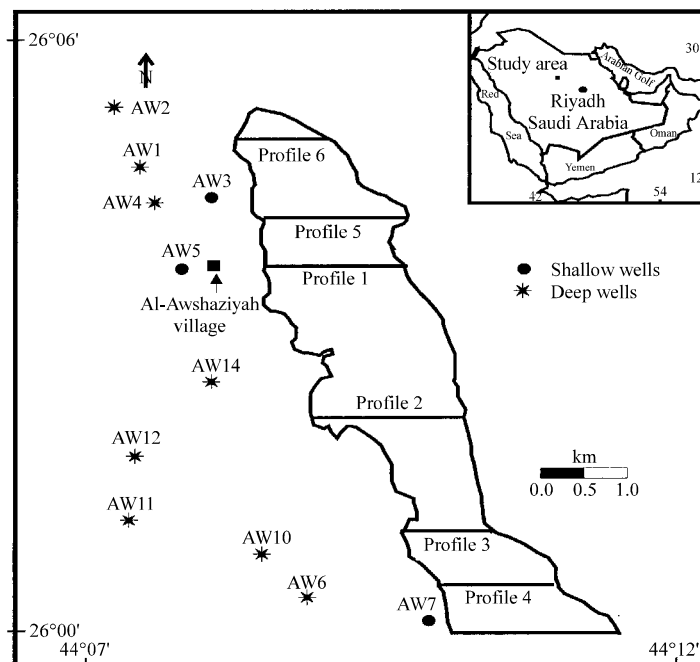 26°06'
N
AW2
AW1
AW4
AW3
AW5
Al-Awshaziyah
village
AW14
AW12
AW11
AW10
AW6
AW7
Profile 6
Profile 5
Profile 1
Profile 2
Profile 3
Profile 4
Study area
Arabian Golf
30
Red
Sea
Riyadh
Saudi Arabia
Oman
Yemen
12
42
54
Shallow wells
Deep wells
km
0.0 0.5 1.0
26°00'
44°07'
44°12'